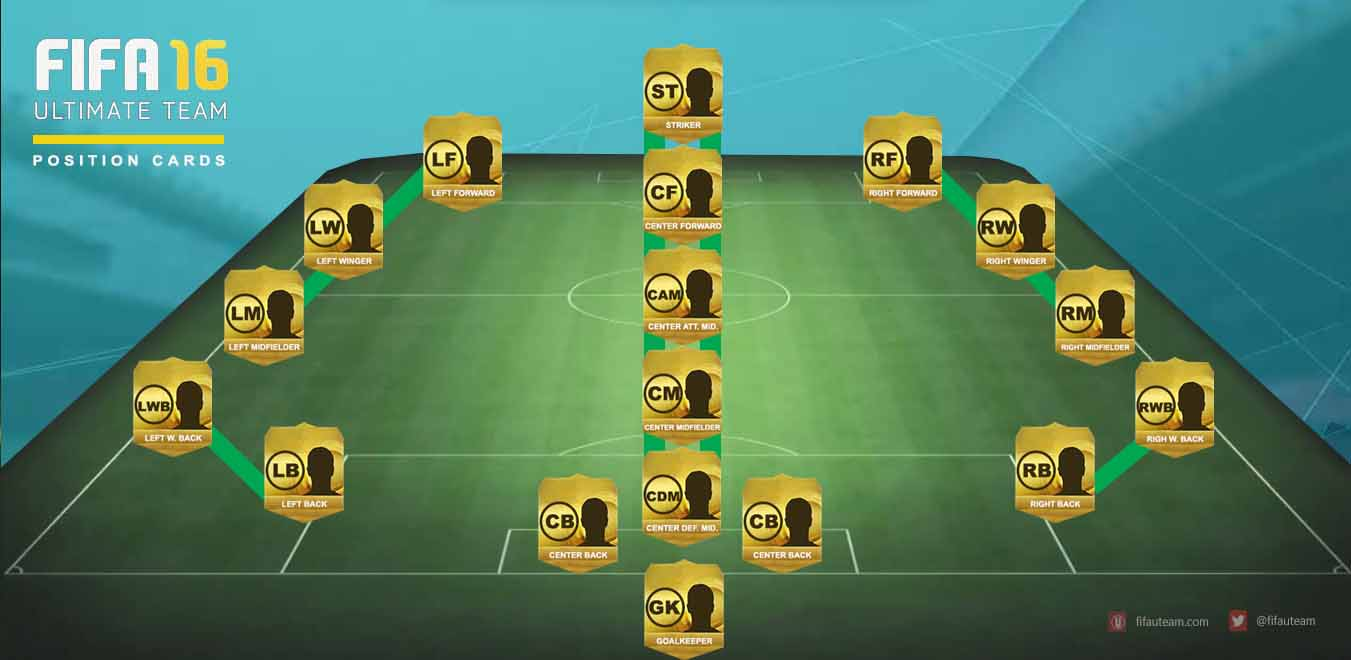 FIFA 16
ULTIMATE TEAM
POSITION CARDS
ST
STRIKER
LF
LEFT FORWARD
CF
CENTER FORWARD
RF
RIGHT FORWARD
LW
LEFT WINGER
RW
RIGHT WINGER
LM
LEFT MIDFIELDER
CAM
CENTER ATT. MID.
RM
RIGHT MIDFIELDER
LWB
LEFT W. BACK
CM
CENTER MIDFIELDER
RWB
RIGH W. BACK
LB
LEFT BACK
RB
RIGHT BACK
CB
CENTER BACK
CDM
CENTER DEF. MID.
CB
CENTER BACK
GK
GOALKEEPER
fifauteam.com
@fifauteam